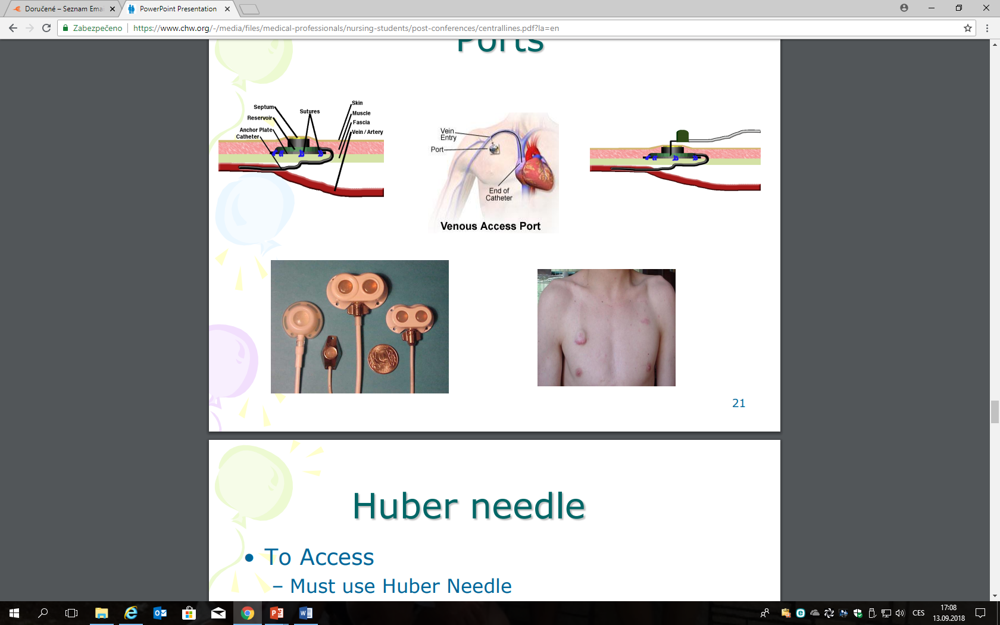 Doručené – Seznam Ema
PowerPoint Presentation
Zabezpečeno
https://www.chw.org/-/media/files/medical-professionals/nursing-students/post-conferences/centrallines.pdf?la=en
Ports
Septum
Reservoir
Anchor Plate
Catheter
Sutures
Skin
Muscle
Fascia
Vein / Artery
Vein
Entry
Port
End of
Catheter
Venous Access Port
21
Huber needle
• To Access
– Must use Huber Needle
CES
17:08
13.09.2018